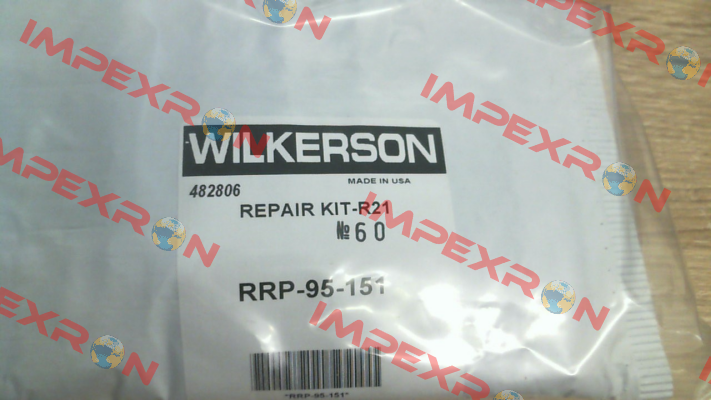 WILKERSON
MADE IN USA
482806
REPAIR KIT-R21
№60
RRP-95-151
"RRP-95-151"
IMPEXRON
IMPEXRON
IMPEXRON
IMPEXRON
IMPEXRON
IMPEXRON